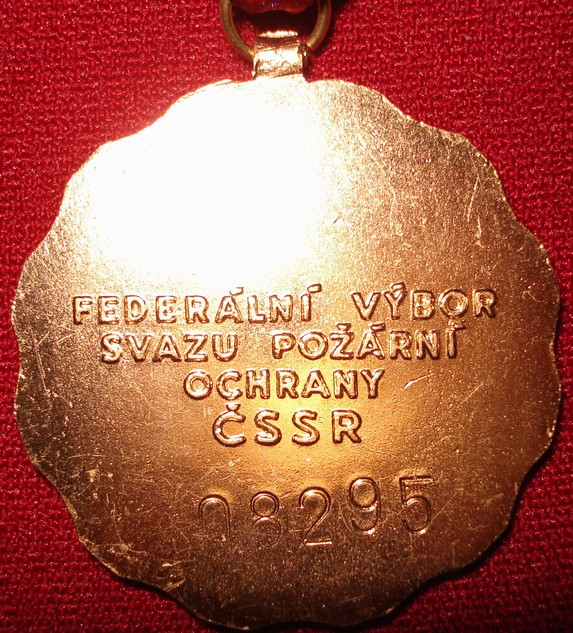 FEDERÁLNÍ VÝBOR
SVAZU POŽÁRNÍ
OCHRANY
ČSSR
08295